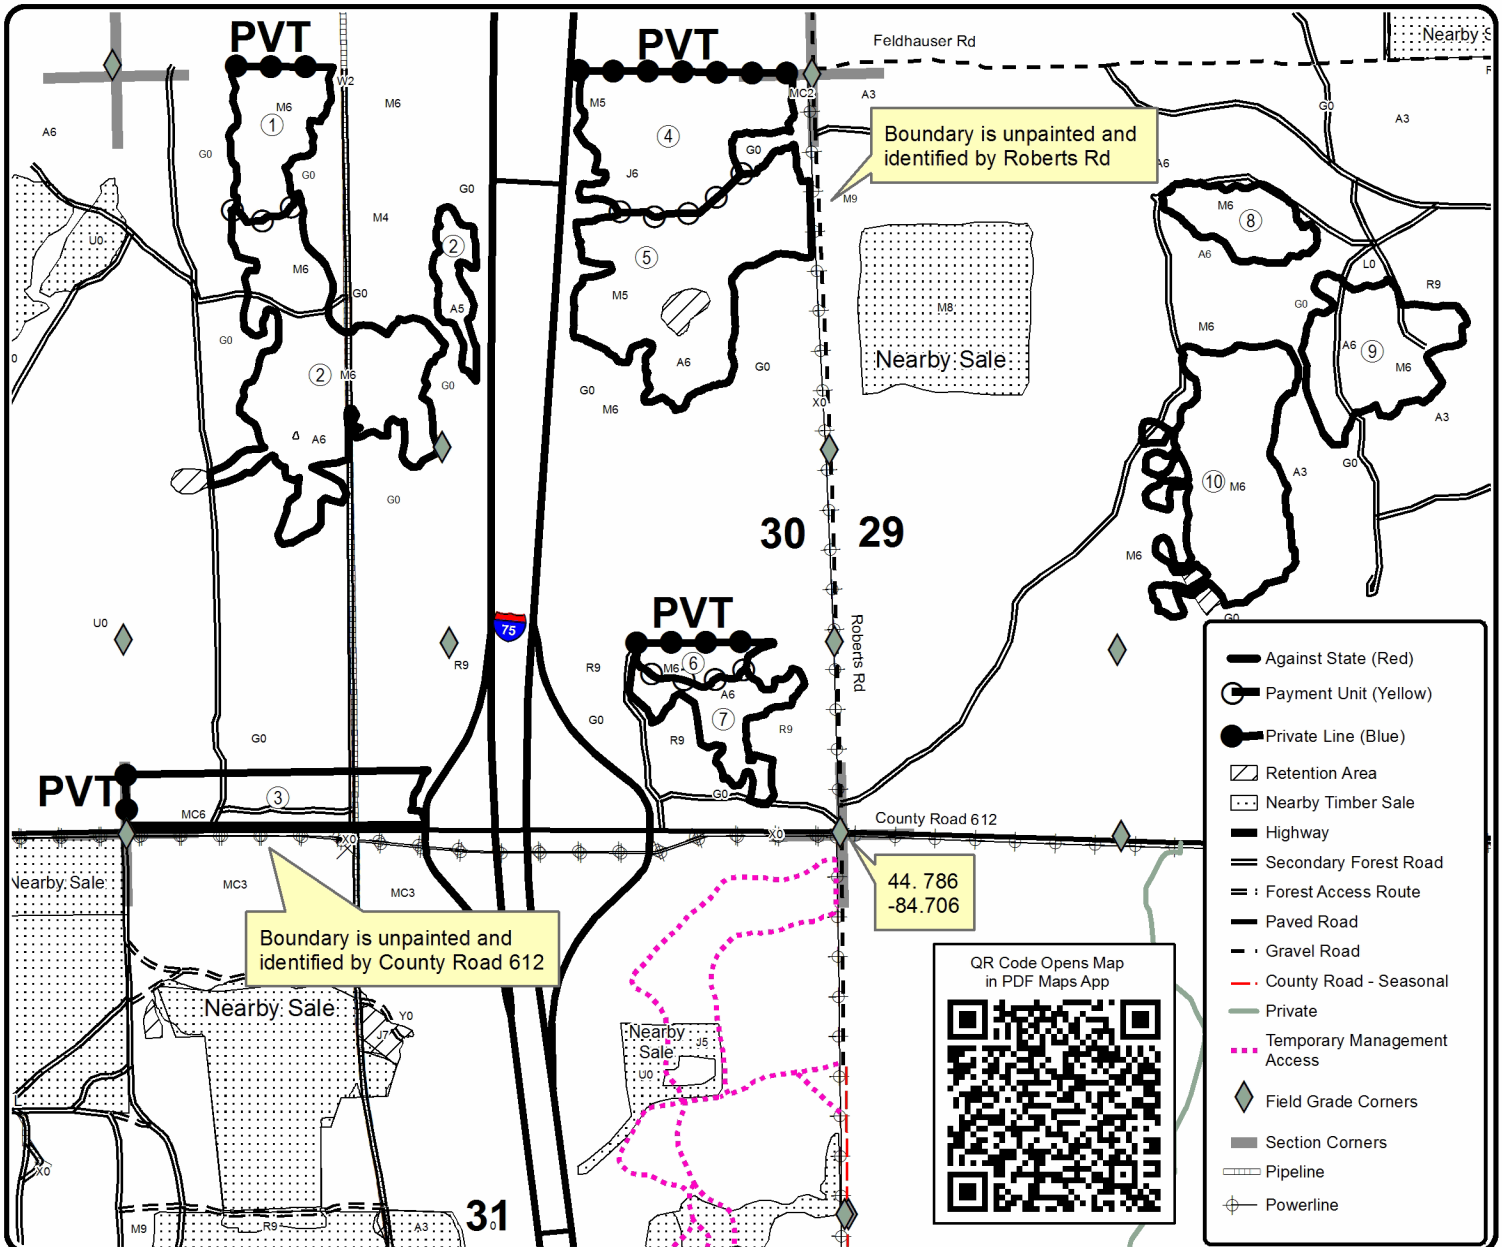 PVT
PVT
Feldhauser Rd
Nearby S
W2
M6
M6
1
A6
G0
G0
M5
MC2
A3
4
G0
J6
Boundary is unpainted and
identified by Roberts Rd
G0
A3
A6
M9
G0
M4
2
U0
M6
G0
A5
G0
5
M5
A6
G0
G0
M6
M8
Nearby Sale
X0
M6
8
A6
L0
R9
G0
M6
A6
9
M6
A3
2
M6
G0
A6
G0
30
29
G0
A3
10
M6
M6
G0
U0
R9
75
PVT
R9
M6
6
A6
7
G0
R9
R9
G0
Roberts Rd
G0
PVT
3
MC6
X0
X0
County Road 612
44. 786
-84.706
Nearby Sale
MC3
MC3
Boundary is unpainted and
identified by County Road 612
Nearby Sale
Y0
J7
Nearby
Sale
J5
U0
X0
M9
R9
A3
31
0
QR Code Opens Map
in PDF Maps App
Against State (Red)
Payment Unit (Yellow)
Private Line (Blue)
Retention Area
Nearby Timber Sale
Highway
Secondary Forest Road
Forest Access Route
Paved Road
Gravel Road
County Road - Seasonal
Private
Temporary Management
Access
Field Grade Corners
Section Corners
Pipeline
Powerline